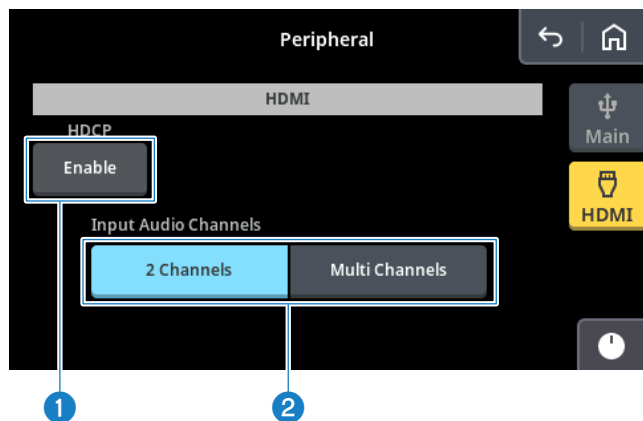 Peripheral
HDMI
Main
HDCP
Enable
HDMI
Input Audio Channels
2 Channels
Multi Channels
1
2